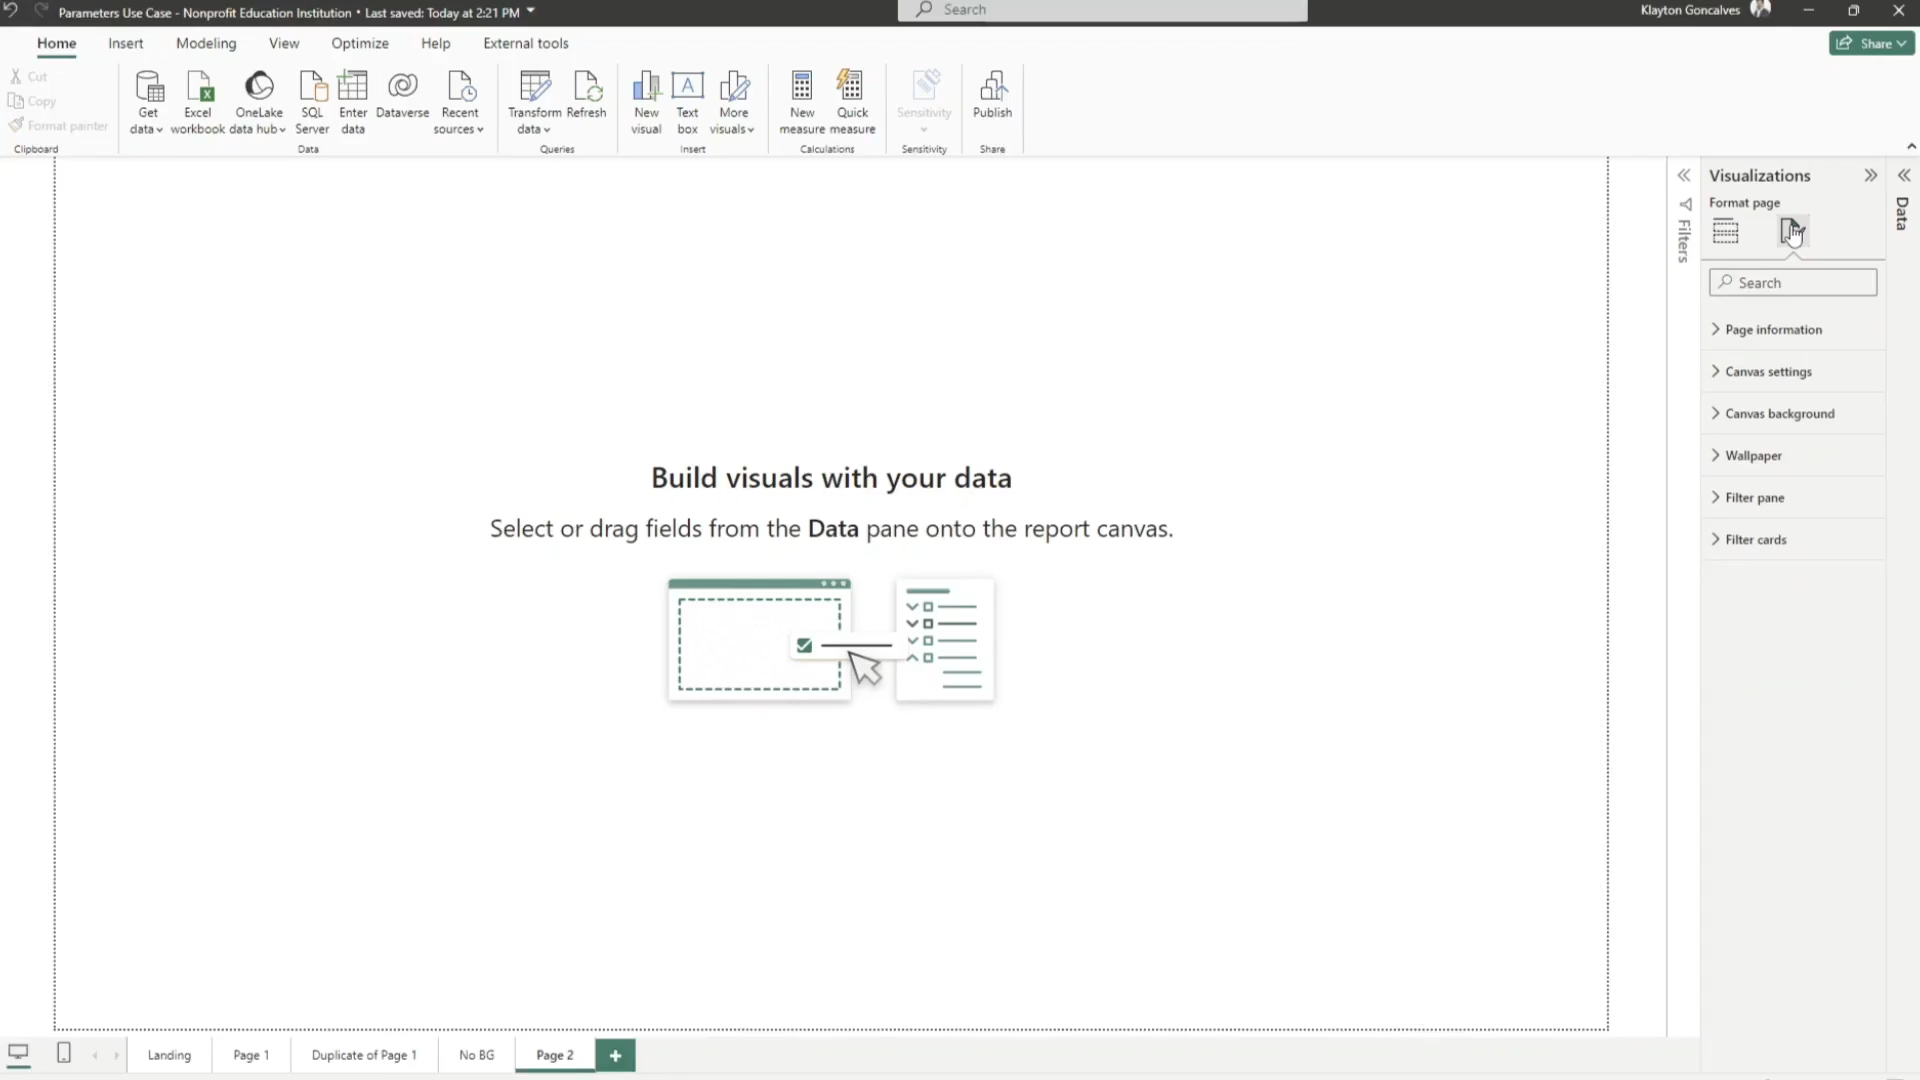 Parameters Use Case - Nonprofit Education Institution • Last saved: Today at 2:21 PM
Search
Klayton Goncalves
Home
Insert
Modeling
View
Optimize
Help
External tools
Share
Cut
Copy
Format painter
Clipboard
Get data
Excel workbook
OneLake data hub
SQL Server
Enter data
Dataverse
Recent sources
Data
Transform data
Refresh
Queries
New visual
Text box
More visuals
Insert
New measure
Quick measure
Calculations
Sensitivity
Sensitivity
Publish
Share
Build visuals with your data
Select or drag fields from the Data pane onto the report canvas.
Filters
Visualizations
Format page
Search
Page information
Canvas settings
Canvas background
Wallpaper
Filter pane
Filter cards
Data
Landing
Page 1
Duplicate of Page 1
No BG
Page 2